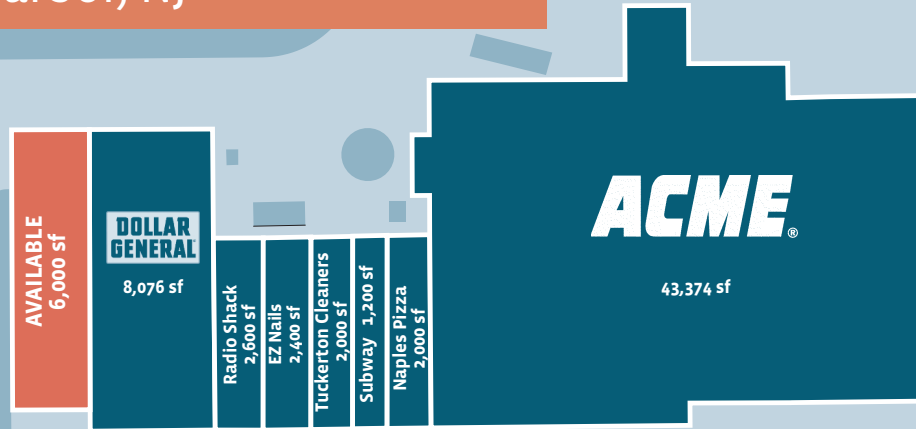 AVAILABLE
6,000 sf
DOLLAR
GENERAL
8,076 sf
Radio Shack
2,600 sf
EZ Nails
2,400 sf
Tuckerton Cleaners
2,000 sf
Subway 1,200 sf
Naples Pizza
2,000 sf
ACME®
43,374 sf